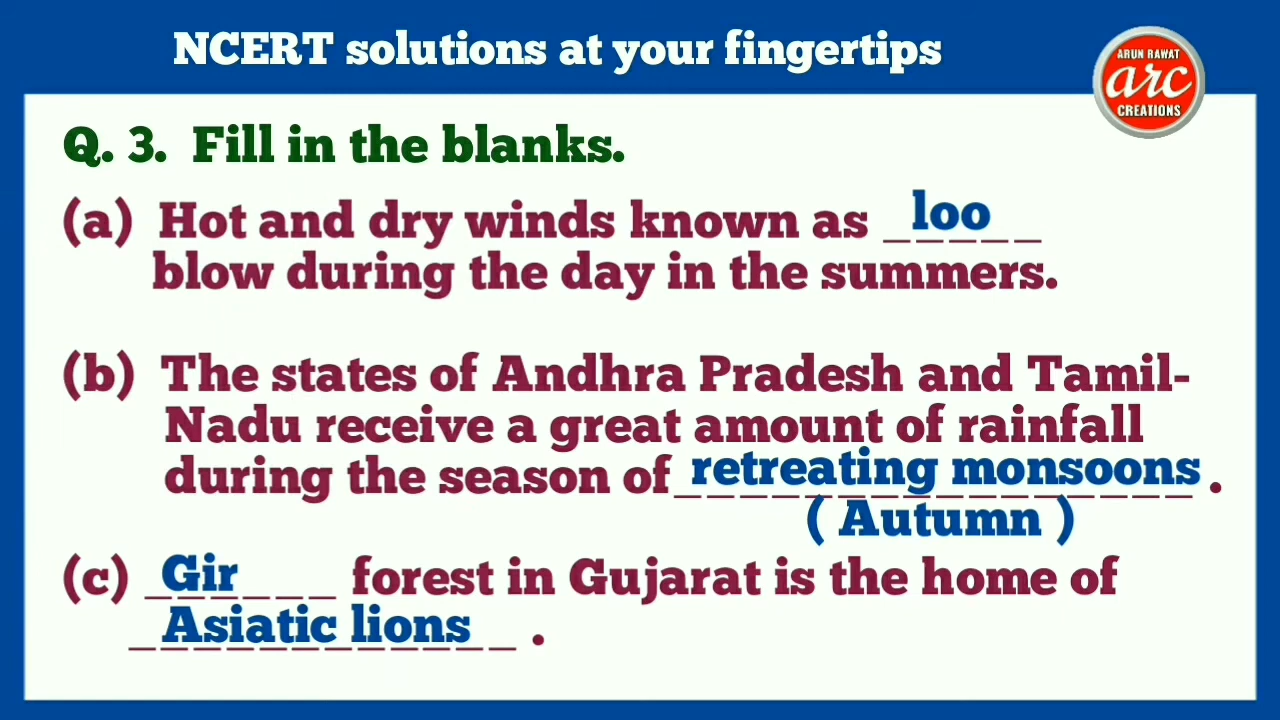 NCERT solutions at your fingertips
ARUN RAWAT
arc
CREATIONS
Q. 3. Fill in the blanks.
(a) Hot and dry winds known as loo
blow during the day in the summers.
(b) The states of Andhra Pradesh and Tamil-
Nadu receive a great amount of rainfall
during the season of retreating monsoons.
( Autumn )
(c) Gir forest in Gujarat is the home of
Asiatic lions.